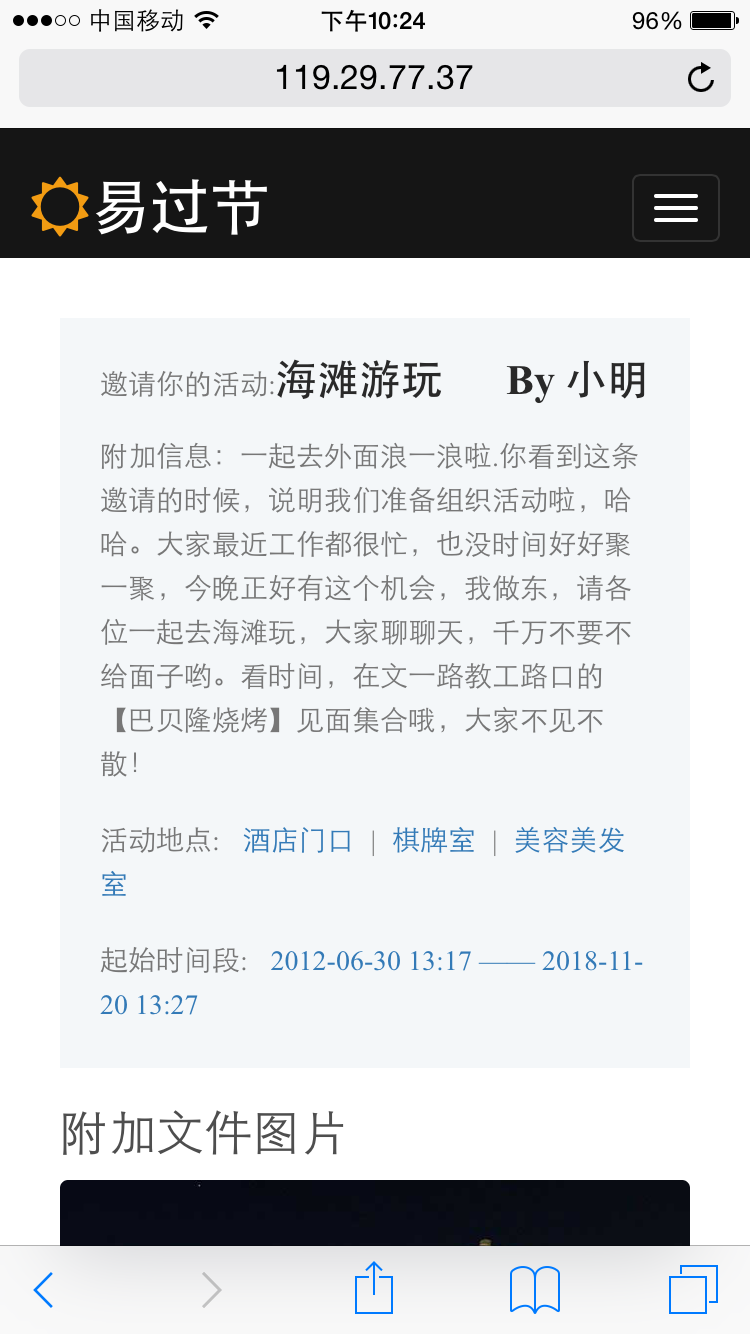 中国移动 下午10:24 96%
119.29.77.37
易过节
邀请你的活动:海滩游玩 By 小明
附加信息：一起去外面浪一浪啦.你看到这条
邀请的时候，说明我们准备组织活动啦，哈
哈。大家最近工作都很忙，也没时间好好聚
一聚，今晚正好有这个机会，我做东，请各
位一起去海滩玩，大家聊聊天，千万不要不
给面子哟。看时间，在文一路教工路口的
【巴贝隆烧烤】见面集合哦，大家不见不
散！
活动地点： 酒店门口 | 棋牌室 | 美容美发
室
起始时间段： 2012-06-30 13:17 —— 2018-11-
20 13:27
附加文件图片